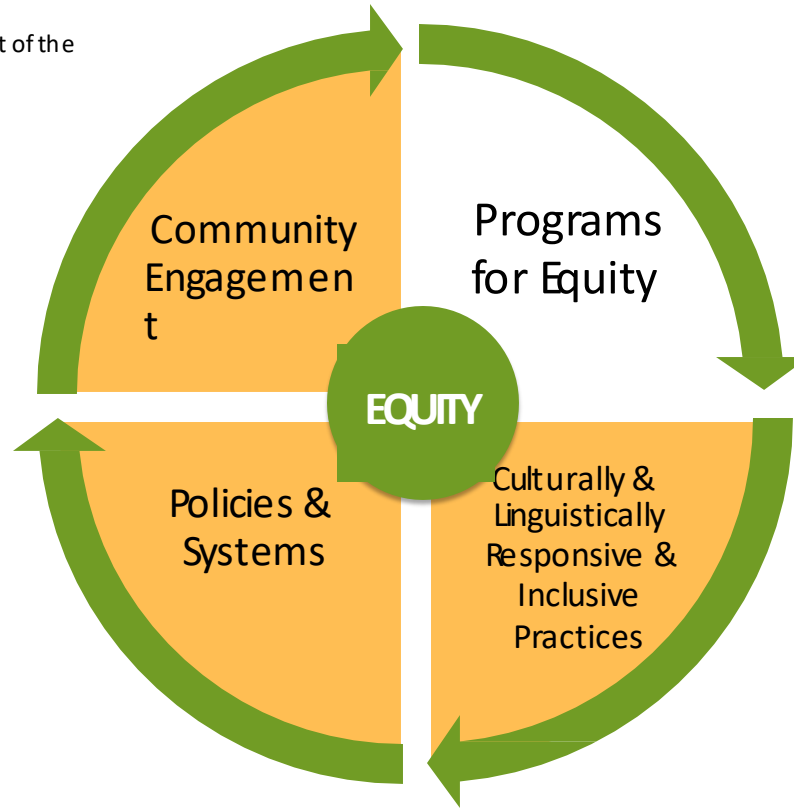 t of the
Community
Engagemen
t
Programs
for Equity
EQUITY
Policies &
Systems
Culturally &
Linguistically
Responsive &
Inclusive
Practices